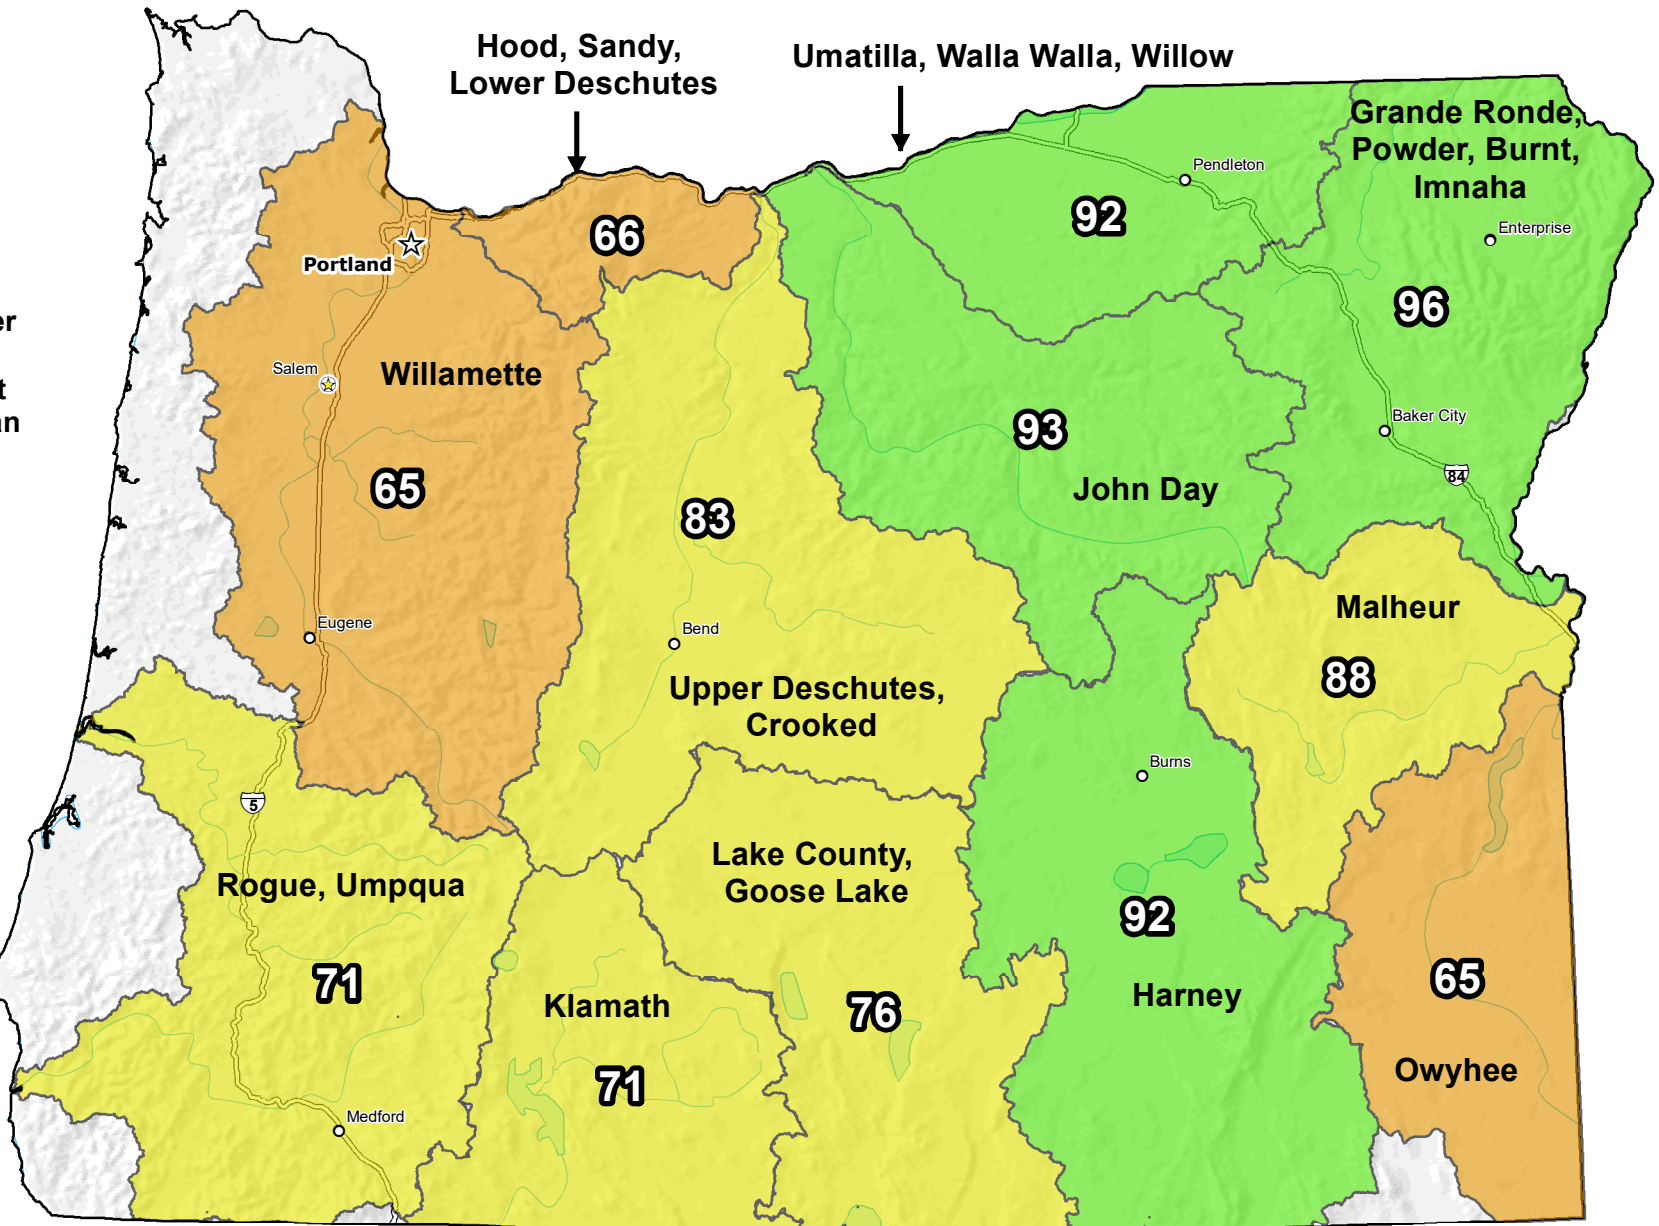 Hood, Sandy,
Lower Deschutes
Umatilla, Walla Walla, Willow
Grande Ronde,
Powder, Burnt,
Imnaha
Pendleton
92
Enterprise
66
Portland
96
er
Salem
Willamette
t
an
Baker City
93
84
John Day
65
83
Malheur
Eugene
Bend
88
Upper Deschutes,
Crooked
Burns
5
Lake County,
Goose Lake
Rogue, Umpqua
92
71
Klamath
76
Harney
65
71
Owyhee
Medford